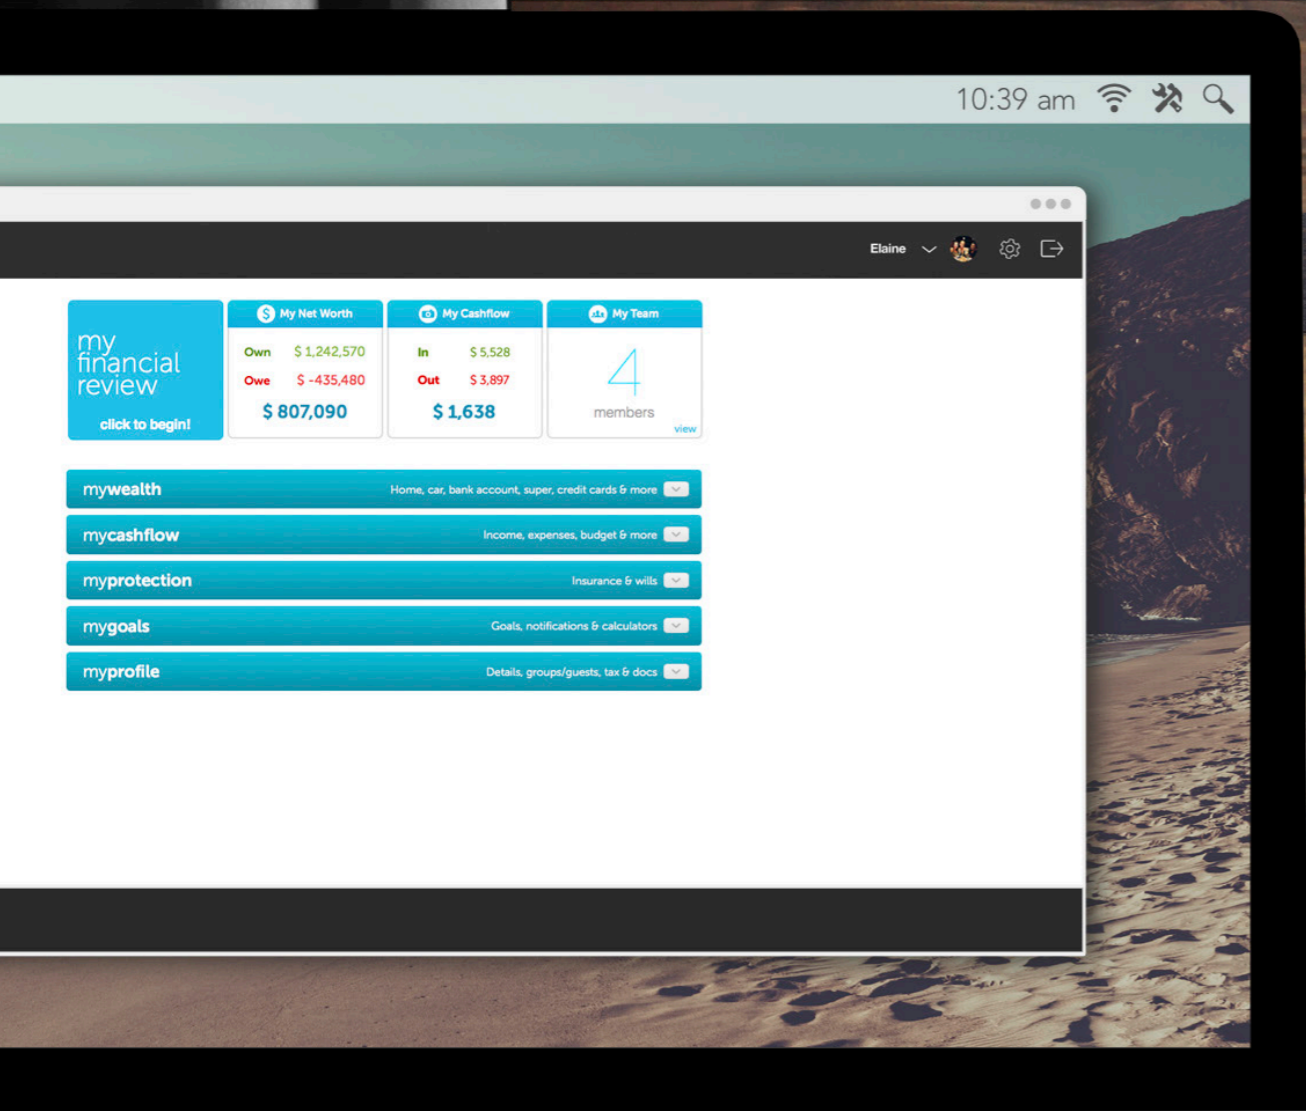 10:39 am
Elaine
my
financial
review
click to begin!
My Net Worth
Own $ 1,242,570
Owe $ -435,480
$ 807,090
My Cashflow
In $ 5,528
Out $ 3,897
$ 1,638
My Team
4
members
view
mywealth Home, car, bank account, super, credit cards & more
mycashflow Income, expenses, budget & more
myprotection Insurance & wills
mygoals Goals, notifications & calculators
myprofile Details, groups/guests, tax & docs